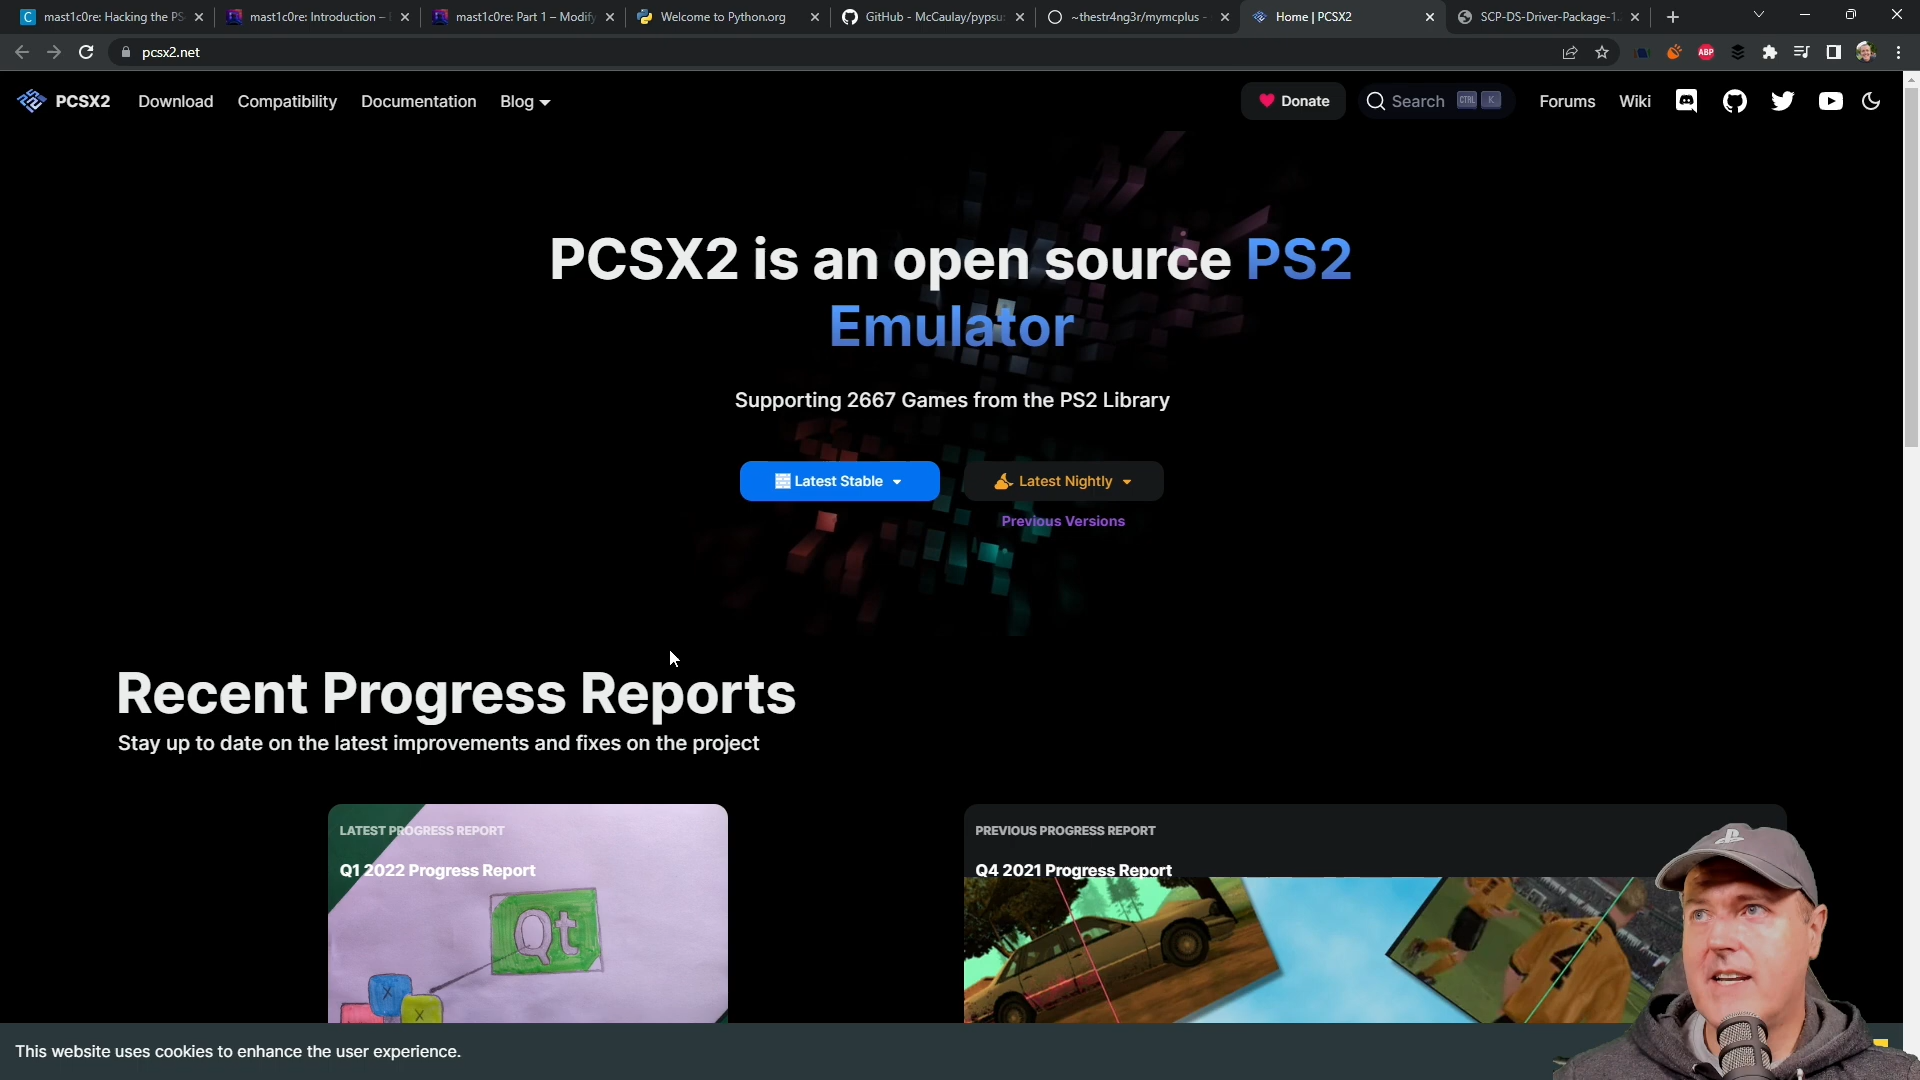 mast1c0re: Hacking the PS
mast1c0re: Introduction –
mast1c0re: Part 1 – Modify
Welcome to Python.org
GitHub - McCaulay/pypsu
~thestr4ng3r/mymcplus -
Home | PCSX2
SCP-DS-Driver-Package-1.
pcsx2.net
ABP
PCSX2
Download
Compatibility
Documentation
Blog
Donate
Search CTRL K
Forums
Wiki
PCSX2 is an open source PS2
Emulator
Supporting 2667 Games from the PS2 Library
Latest Stable
Latest Nightly
Previous Versions
Recent Progress Reports
Stay up to date on the latest improvements and fixes on the project
LATEST PROGRESS REPORT
Q1 2022 Progress Report
Qt
X
X
PREVIOUS PROGRESS REPORT
Q4 2021 Progress Report
This website uses cookies to enhance the user experience.